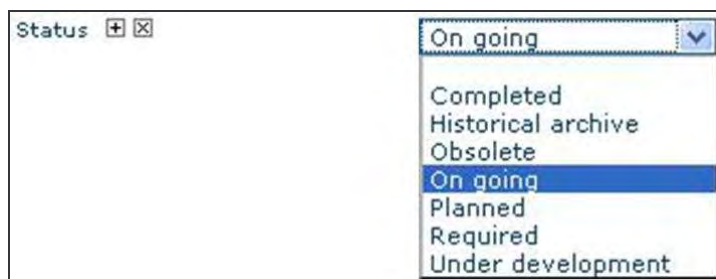 Status
On going
Completed
Historical archive
Obsolete
On going
Planned
Required
Under development